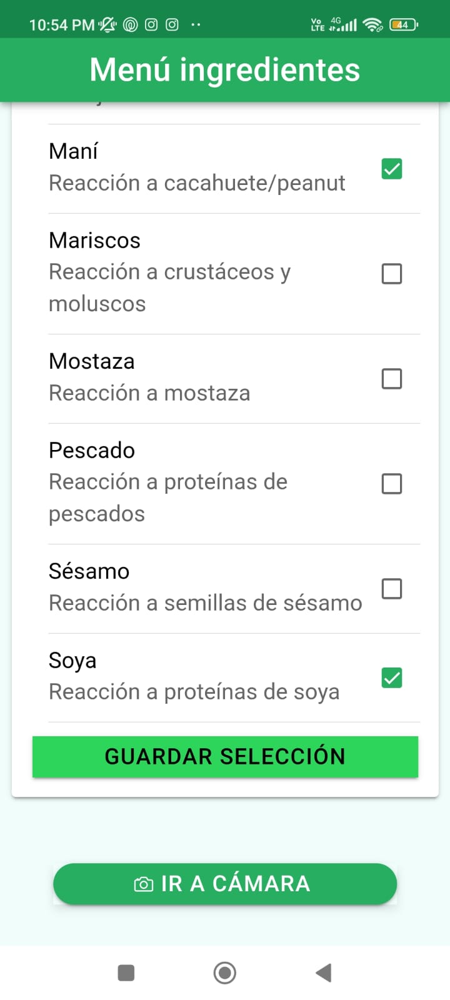 10:54 PM
Vo LTE 4G 44
Menú ingredientes
Maní
Reacción a cacahuete/peanut
Mariscos
Reacción a crustáceos y
moluscos
Mostaza
Reacción a mostaza
Pescado
Reacción a proteínas de
pescados
Sésamo
Reacción a semillas de sésamo
Soya
Reacción a proteínas de soya
GUARDAR SELECCIÓN
IR A CÁMARA